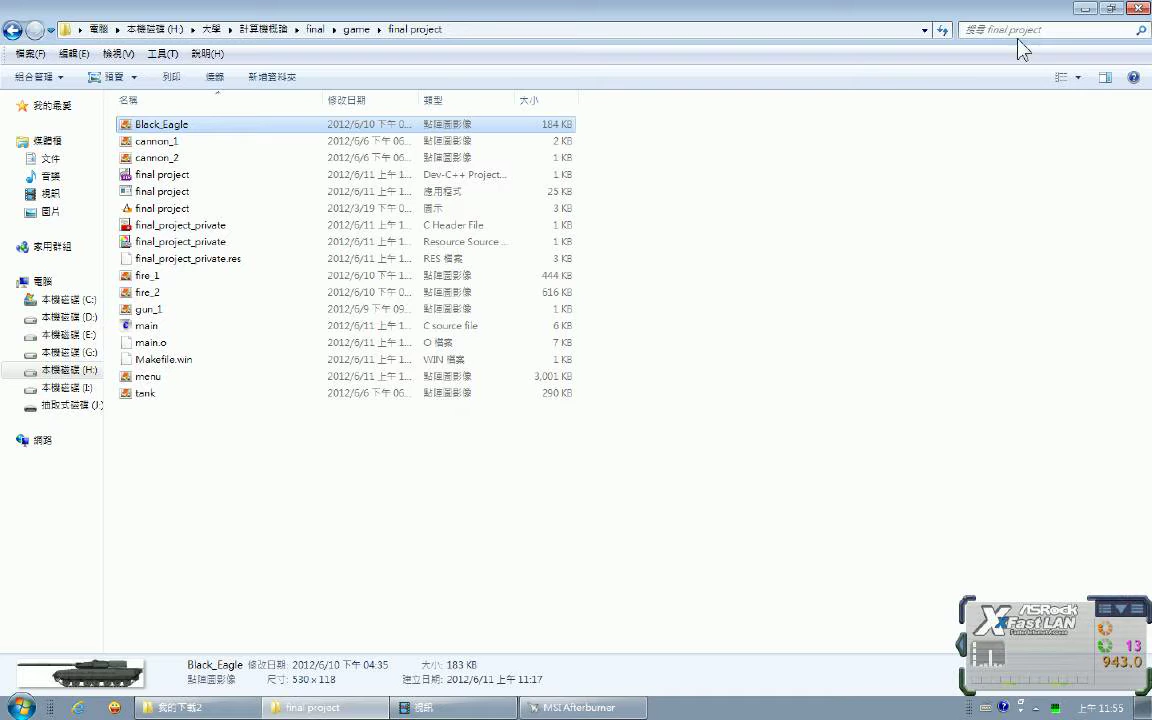 電腦 ▸ 本機磁碟 (H:) ▸ 大學 ▸ 計算機概論 ▸ final ▸ game ▸ final project
搜尋 final project
檔案(F) 編輯(E) 檢視(V) 工具(T) 說明(H)
組合管理 預覽 列印 燒錄 新增資料夾
我的最愛
媒體櫃
文件
音樂
視訊
圖片
家用群組
電腦
本機磁碟 (C:)
本機磁碟 (D:)
本機磁碟 (E:)
本機磁碟 (G:)
本機磁碟 (H:)
本機磁碟 (I:)
抽取式磁碟 (J:)
網路
名稱 修改日期 類型 大小
Black_Eagle 2012/6/10 下午 0... 點陣圖影像 184 KB
cannon_1 2012/6/6 下午 06... 點陣圖影像 2 KB
cannon_2 2012/6/6 下午 06... 點陣圖影像 1 KB
final project 2012/6/11 上午 1... Dev-C++ Project... 1 KB
final project 2012/6/11 上午 1... 應用程式 25 KB
final project 2012/3/19 下午 0... 圖示 3 KB
final_project_private 2012/6/11 上午 1... C Header File 1 KB
final_project_private 2012/6/11 上午 1... Resource Source ... 1 KB
final_project_private.res 2012/6/11 上午 1... RES 檔案 3 KB
fire_1 2012/6/10 下午 0... 點陣圖影像 444 KB
fire_2 2012/6/10 下午 0... 點陣圖影像 616 KB
gun_1 2012/6/9 下午 09... 點陣圖影像 1 KB
main 2012/6/11 上午 1... C source file 6 KB
main.o 2012/6/11 上午 1... O 檔案 7 KB
Makefile.win 2012/6/11 上午 1... WIN 檔案 1 KB
menu 2012/6/11 上午 1... 點陣圖影像 3,001 KB
tank 2012/6/6 下午 06... 點陣圖影像 290 KB
ASRock
XFastLAN
13
943.0
Black_Eagle 修改日期: 2012/6/10 下午 04:35 大小: 183 KB
點陣圖影像 尺寸: 530 x 118 建立日期: 2012/6/11 上午 11:17
我的下載2 final project 視訊 MSI Afterburner 上午 11:55